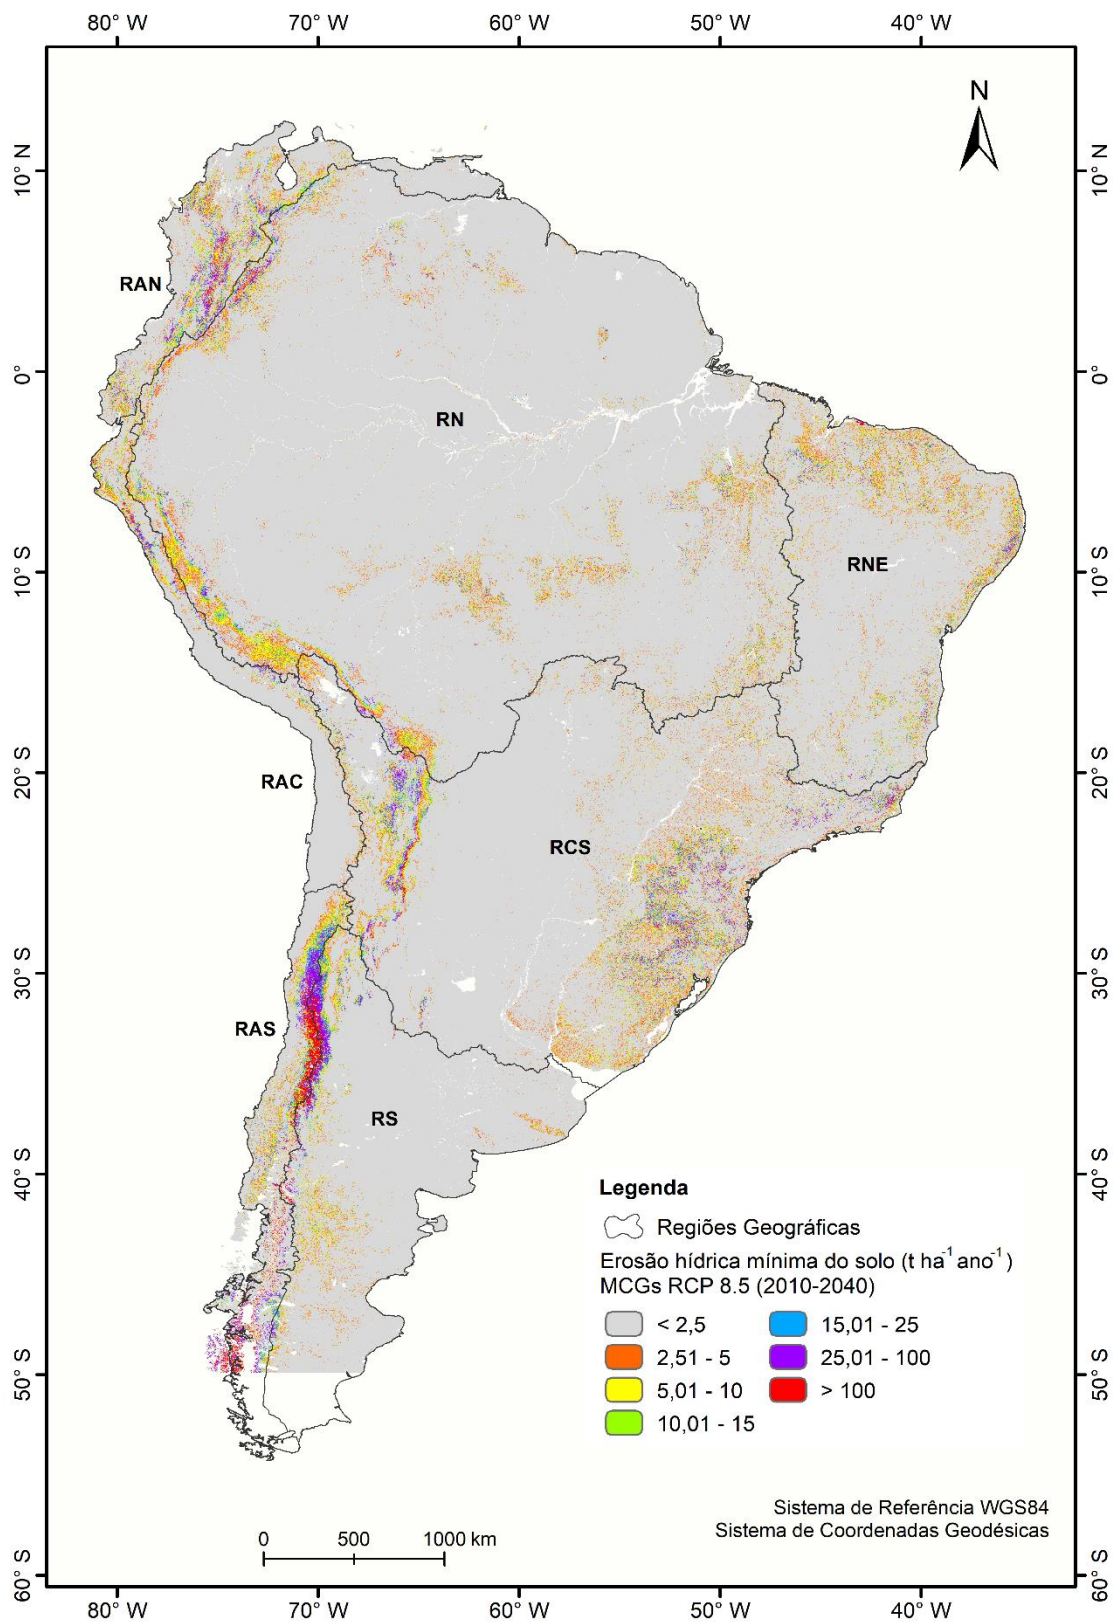 80° W 70° W 60° W 50° W 40° W
N
10° N 10° N
RAN
0° 0°
RN
RNE
10° S 10° S
RAC
20° S 20° S
RCS
30° S 30° S
RAS
RS
40° S 40° S
Legenda
Regiões Geográficas
Erosão hídrica mínima do solo (t ha⁻¹ ano⁻¹)
MCGs RCP 8.5 (2010-2040)
< 2,5 15,01 - 25
2,51 - 5 25,01 - 100
5,01 - 10 > 100
10,01 - 15
50° S 50° S
Sistema de Referência WGS84
Sistema de Coordenadas Geodésicas
0 500 1000 km
60° S 60° S
80° W 70° W 60° W 50° W 40° W